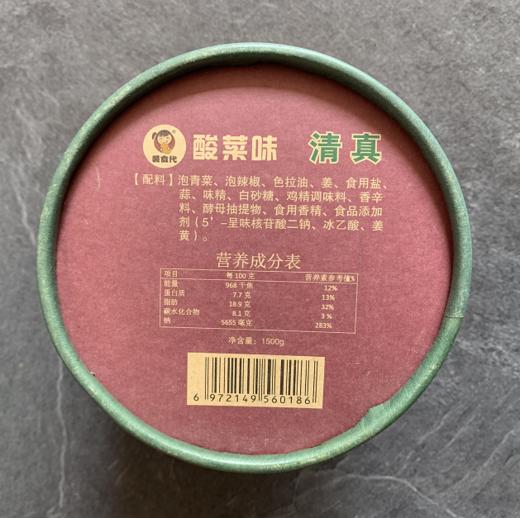 黄食代
酸菜味 清真
【配料】泡青菜、泡辣椒、色拉油、姜、食用盐、
蒜、味精、白砂糖、鸡精调味料、香辛
料、酵母抽提物、食用香精、食品添加
剂(5'-呈味核苷酸二钠、冰乙酸、姜
黄)。
营养成分表
项目 每 100 克 营养素参考值%
能量 968 千焦 12%
蛋白质 7.7 克 13%
脂肪 18.9 克 32%
碳水化合物 8.1 克 3 %
钠 5655 毫克 283%
净含量：1500g
6 972149 560186